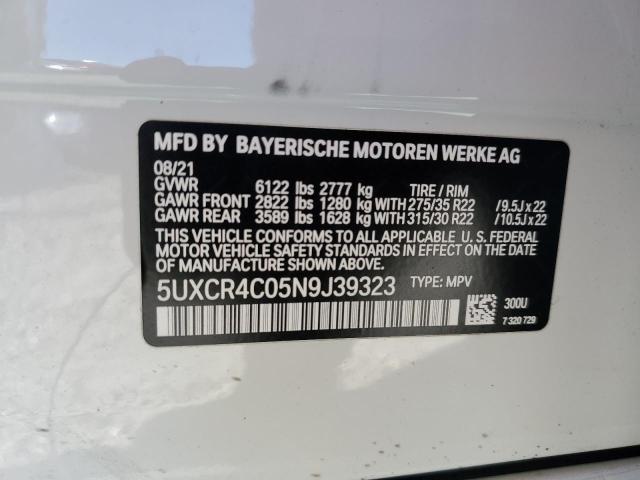 MFD BY BAYERISCHE MOTOREN WERKE AG
08/21
GVWR 6122 lbs 2777 kg TIRE / RIM
GAWR FRONT 2822 lbs 1280 kg WITH 275/35 R22 /9.5J x 22
GAWR REAR 3589 lbs 1628 kg WITH 315/30 R22 /10.5J x 22
THIS VEHICLE CONFORMS TO ALL APPLICABLE U. S. FEDERAL
MOTOR VEHICLE SAFETY STANDARDS IN EFFECT ON THE
DATE OF MANUFACTURE SHOWN ABOVE.
5UXCR4C05N9J39323 TYPE: MPV
300U
7 320 729